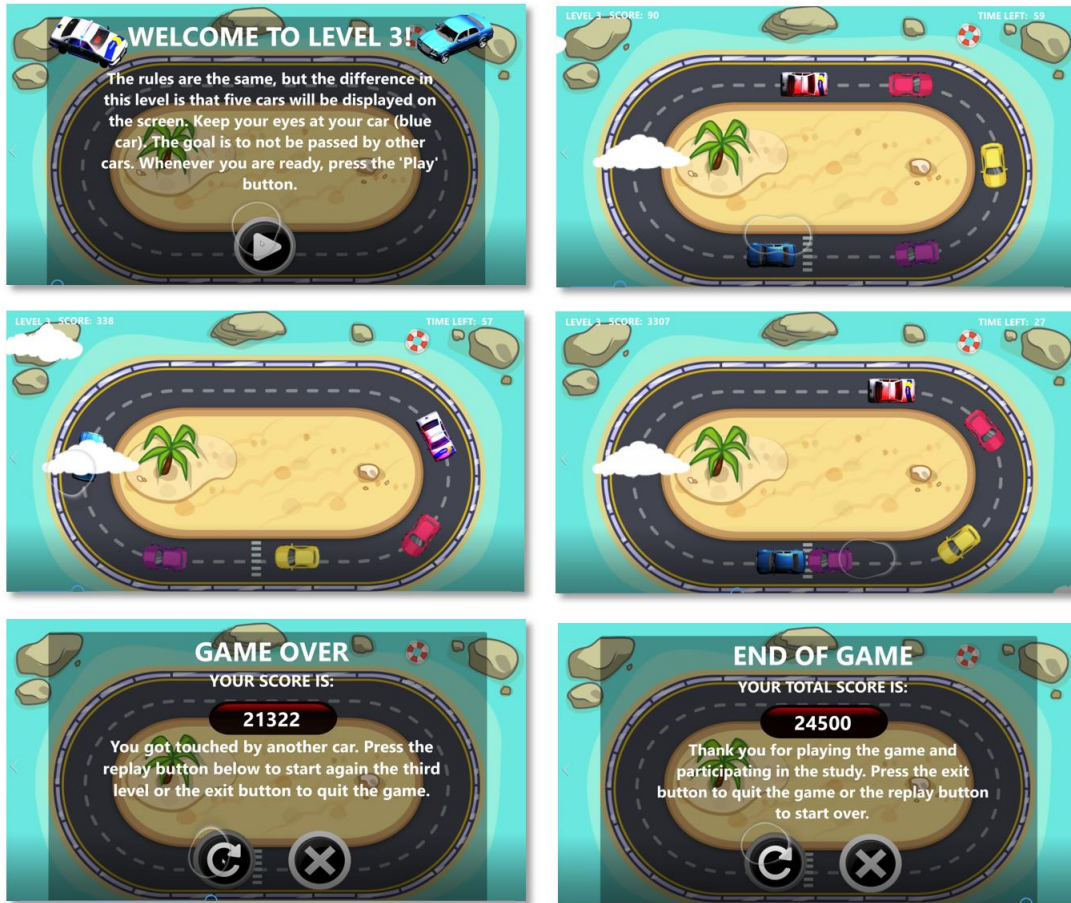 WELCOME TO LEVEL 3!
The rules are the same, but the difference in
this level is that five cars will be displayed on
the screen. Keep your eyes at your car (blue
car). The goal is to not be passed by other
cars. Whenever you are ready, press the 'Play'
button.
LEVEL 3 SCORE: 90
TIME LEFT: 59
LEVEL 3 SCORE: 338
TIME LEFT: 57
LEVEL 3 SCORE: 3307
TIME LEFT: 27
GAME OVER
YOUR SCORE IS:
21322
You got touched by another car. Press the
replay button below to start again the third
level or the exit button to quit the game.
END OF GAME
YOUR TOTAL SCORE IS:
24500
Thank you for playing the game and
participating in the study. Press the exit
button to quit the game or the replay button
to start over.